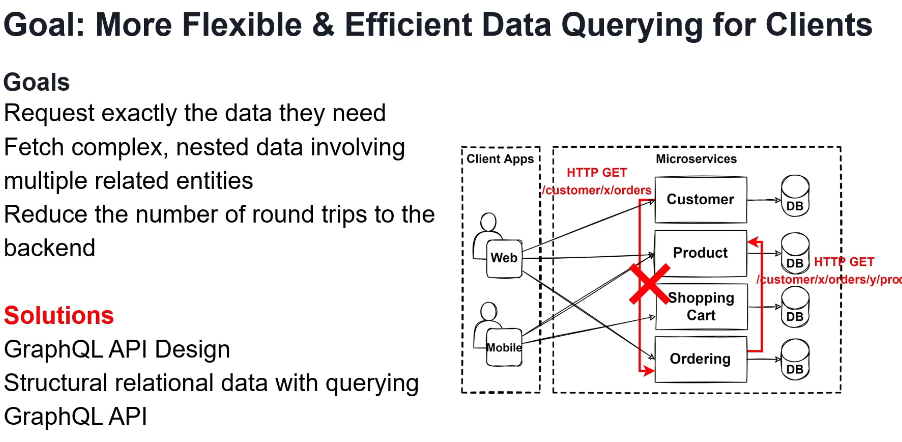 Goal: More Flexible & Efficient Data Querying for Clients
Goals
Request exactly the data they need
Fetch complex, nested data involving
multiple related entities
Reduce the number of round trips to the
backend
Solutions
GraphQL API Design
Structural relational data with querying
GraphQL API
Client Apps
Microservices
HTTP GET
/customer/x/orders
Customer
DB
Web
Product
DB
HTTP GET
/customer/x/orders/y/pro
Shopping
Cart
DB
Mobile
Ordering
DB